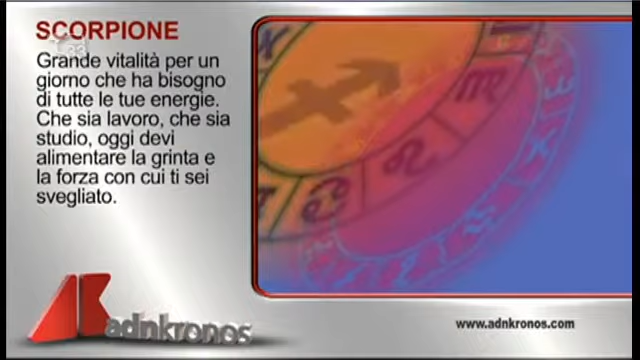 SCORPIONE
Grande vitalità per un
giorno che ha bisogno
di tutte le tue energie.
Che sia lavoro, che sia
studio, oggi devi
alimentare la grinta e
la forza con cui ti sei
svegliato.
adnkronos
www.adnkronos.com